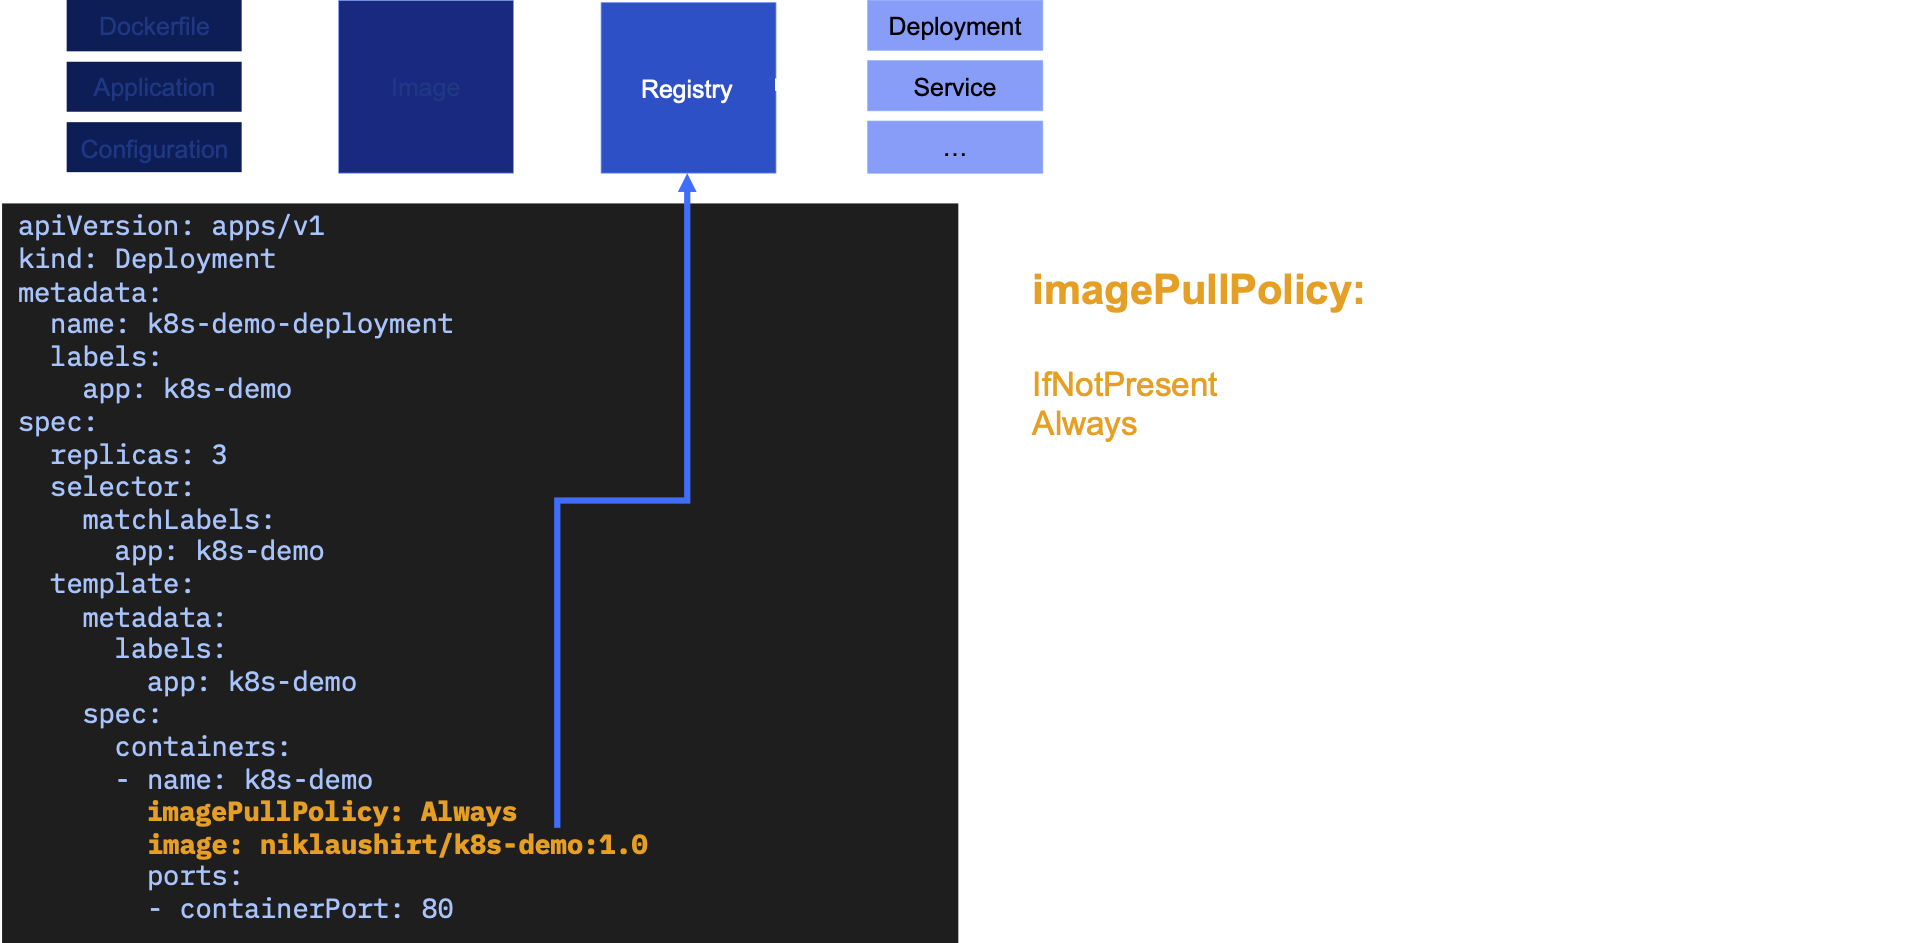 Dockerfile
Application
Configuration
Image
Registry
Deployment
Service
...
apiVersion: apps/v1
kind: Deployment
metadata:
  name: k8s-demo-deployment
  labels:
    app: k8s-demo
spec:
  replicas: 3
  selector:
    matchLabels:
      app: k8s-demo
  template:
    metadata:
      labels:
        app: k8s-demo
    spec:
      containers:
      - name: k8s-demo
        imagePullPolicy: Always
        image: niklaushirt/k8s-demo:1.0
        ports:
        - containerPort: 80
imagePullPolicy:
IfNotPresent
Always